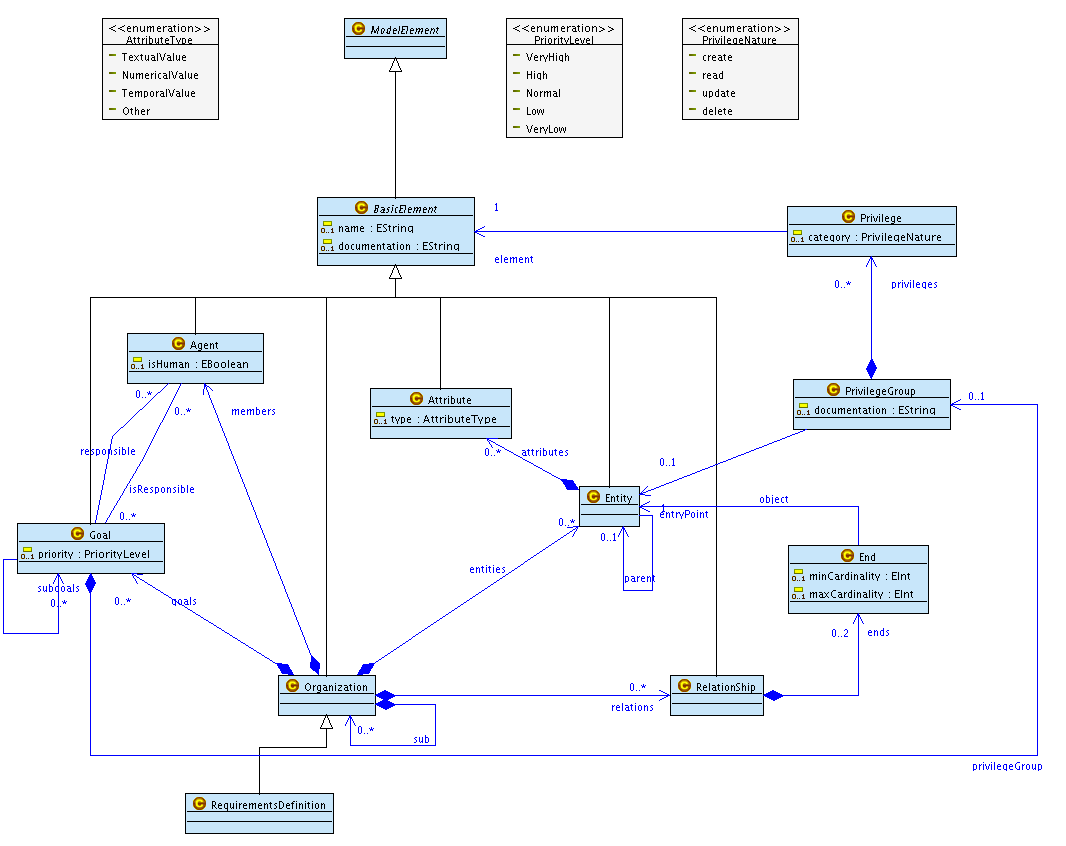 <<enumeration>>
AttributeType
TextualValue
NumericalValue
TemporalValue
Other
ModelElement
<<enumeration>>
PriorityLevel
VeryHigh
High
Normal
Low
VeryLow
<<enumeration>>
PrivilegeNature
create
read
update
delete
BasicElement
0..1 name : EString
0..1 documentation : EString
1
element
Privilege
0..1 category : PrivilegeNature
0..*
privileges
Agent
0..1 isHuman : EBoolean
0..*
0..*
members
responsible
isResponsible
0..*
Attribute
0..1 type : AttributeType
0..*
attributes
PrivilegeGroup
0..1 documentation : EString
0..1
0..1
Entity
object
1
entryPoint
0..*
0..1
parent
Goal
0..1 priority : PriorityLevel
subgoals
0..*
0..*
goals
entities
End
0..1 minCardinality : EInt
0..1 maxCardinality : EInt
0..2
ends
Organization
0..*
relations
RelationShip
0..*
sub
privilegeGroup
RequirementsDefinition